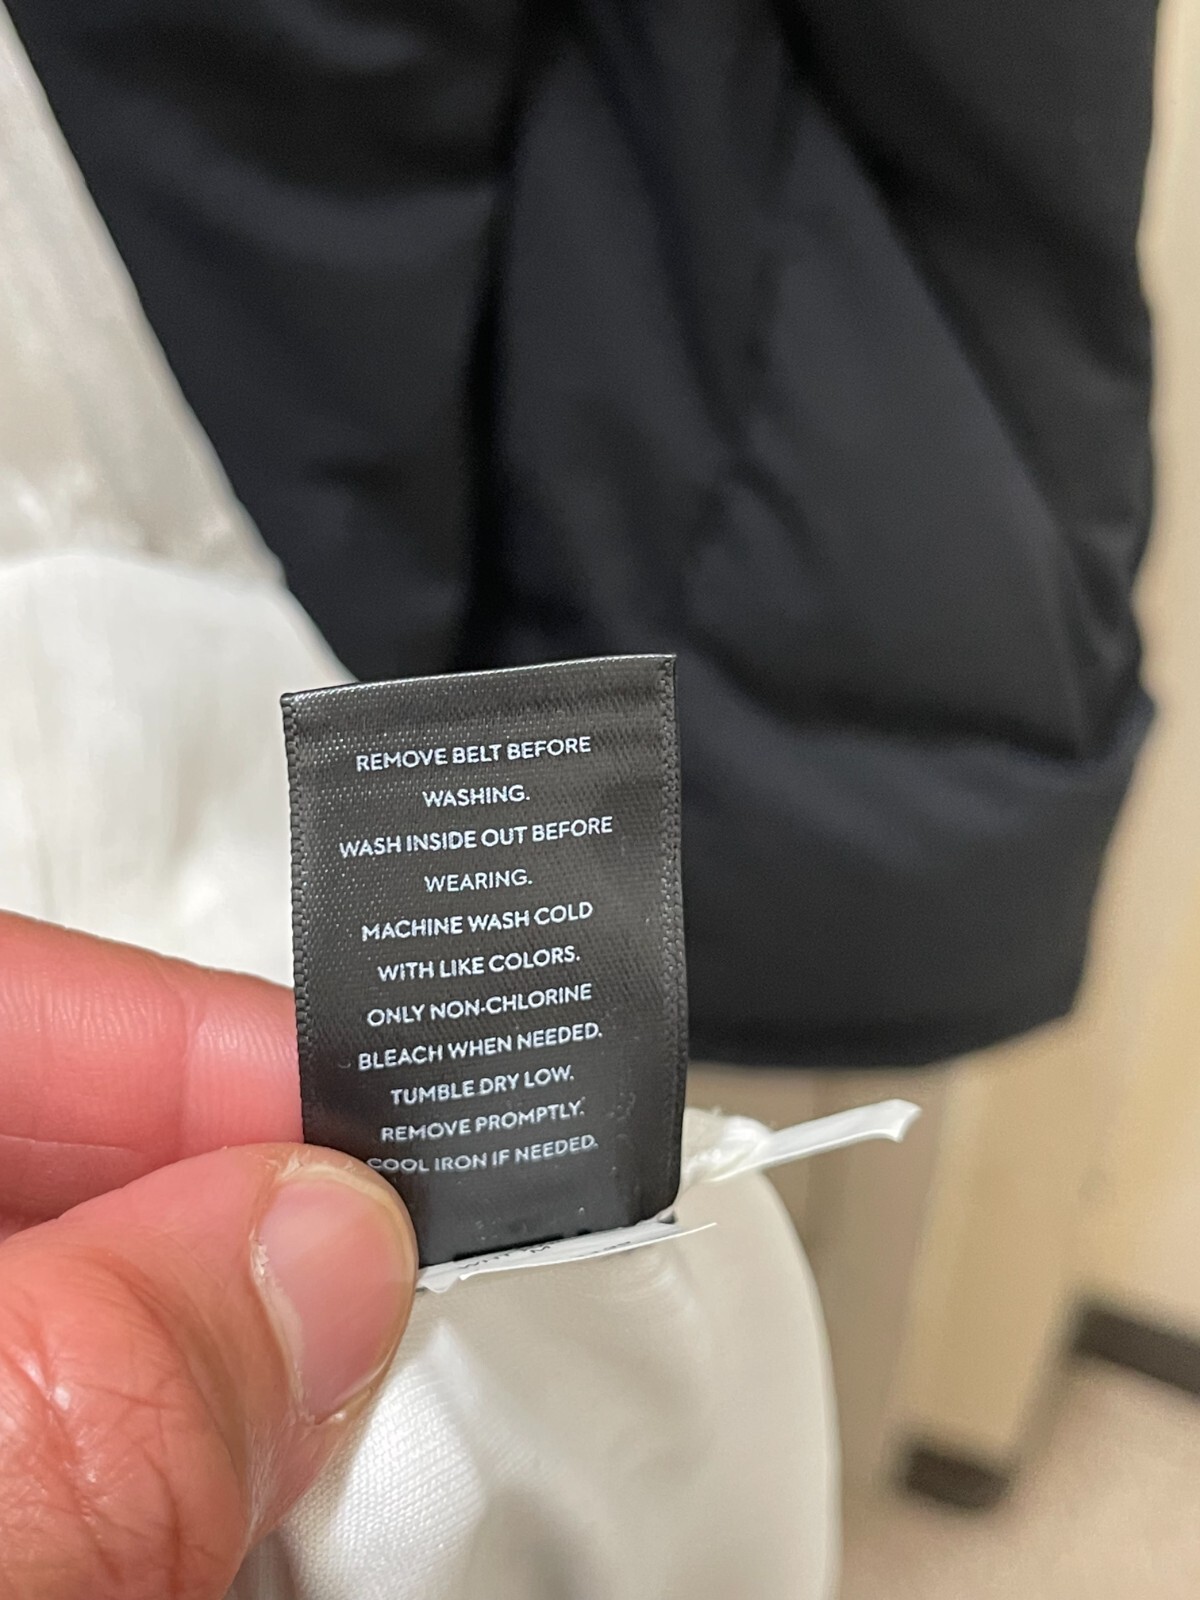 REMOVE BELT BEFORE
WASHING.
WASH INSIDE OUT BEFORE
WEARING.
MACHINE WASH COLD
WITH LIKE COLORS.
ONLY NON-CHLORINE
BLEACH WHEN NEEDED.
TUMBLE DRY LOW.
REMOVE PROMPTLY.
COOL IRON IF NEEDED.
M